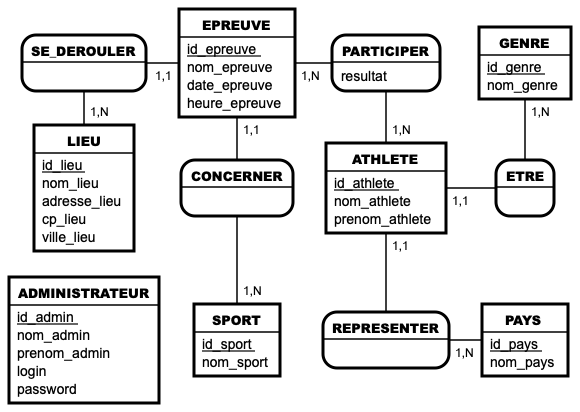 EPREUVE
id_epreuve
nom_epreuve
date_epreuve
heure_epreuve
SE_DEROULER
1,1
1,N
PARTICIPER
resultat
1,N
1,N
GENRE
id_genre
nom_genre
1,N
LIEU
id_lieu
nom_lieu
adresse_lieu
cp_lieu
ville_lieu
1,1
CONCERNER
1,N
ATHLETE
id_athlete
nom_athlete
prenom_athlete
1,1
ETRE
1,1
ADMINISTRATEUR
id_admin
nom_admin
prenom_admin
login
password
SPORT
id_sport
nom_sport
REPRESENTER
1,N
PAYS
id_pays
nom_pays